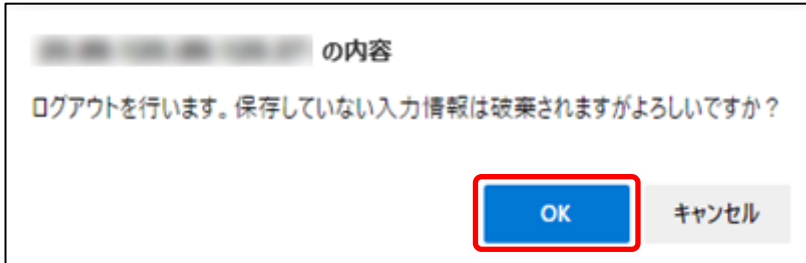 の内容
ログアウトを行います。保存していない入力情報は破棄されますがよろしいですか？
OK
キャンセル